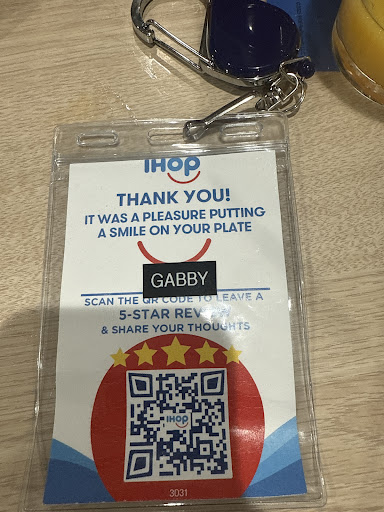 IHOP
THANK YOU!
IT WAS A PLEASURE PUTTING
A SMILE ON YOUR PLATE
GABBY
SCAN THE QR CODE TO LEAVE A
5-STAR REVIEW
& SHARE YOUR THOUGHTS
IHOP
3031